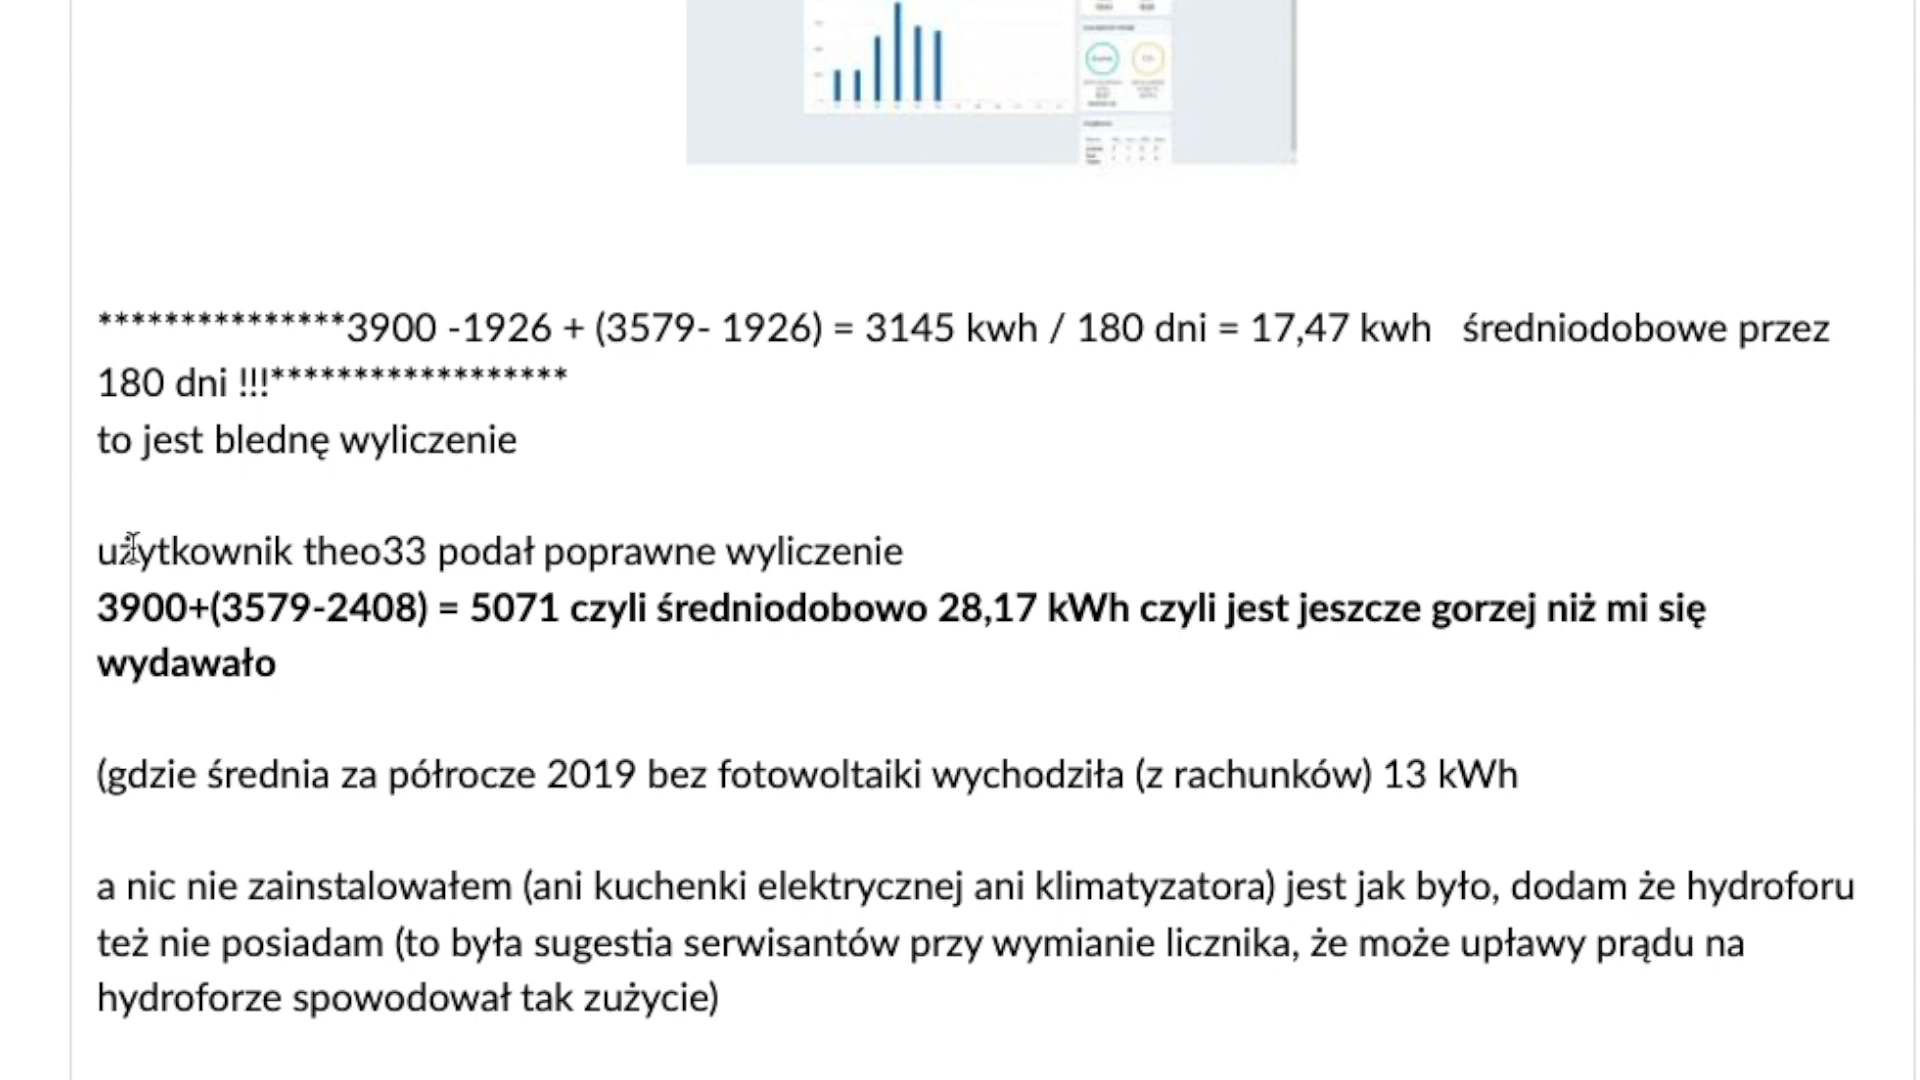 ***************3900 -1926 + (3579- 1926) = 3145 kwh / 180 dni = 17,47 kwh   średniodobowe przez
180 dni !!!******************
to jest blednę wyliczenie
użytkownik theo33 podał poprawne wyliczenie
3900+(3579-2408) = 5071 czyli średniodobowo 28,17 kWh czyli jest jeszcze gorzej niż mi się
wydawało
(gdzie średnia za półrocze 2019 bez fotowoltaiki wychodziła (z rachunków) 13 kWh
a nic nie zainstalowałem (ani kuchenki elektrycznej ani klimatyzatora) jest jak było, dodam że hydroforu
też nie posiadam (to była sugestia serwisantów przy wymianie licznika, że może upławy prądu na
hydroforze spowodował tak zużycie)